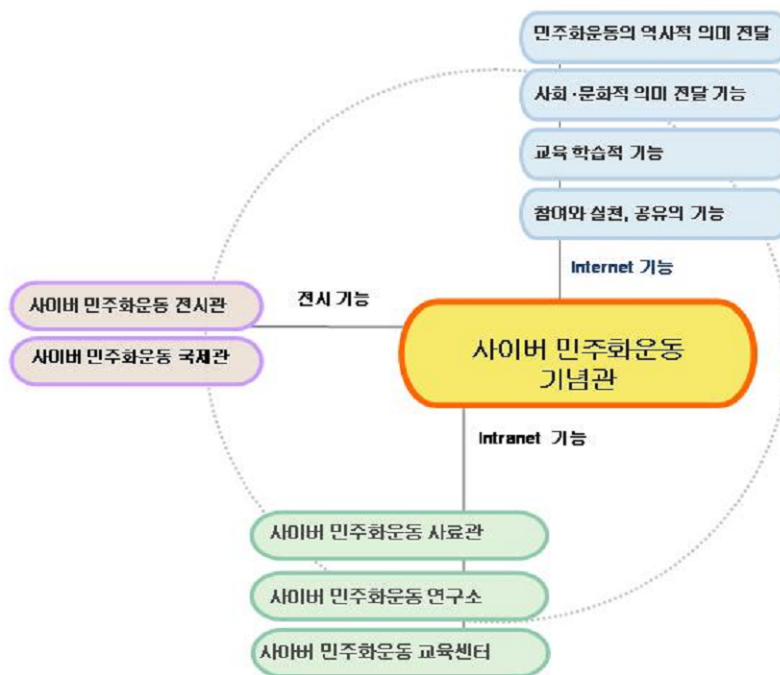 민주화운동의 역사적 의미 전달
사회·문화적 의미 전달 기능
교육 학습적 기능
참여와 실천, 공유의 기능
Internet 기능
전시 기능
사이버 민주화운동 전시관
사이버 민주화운동 국제관
사이버 민주화운동
기념관
Intranet 기능
사이버 민주화운동 사료관
사이버 민주화운동 연구소
사이버 민주화운동 교육센터